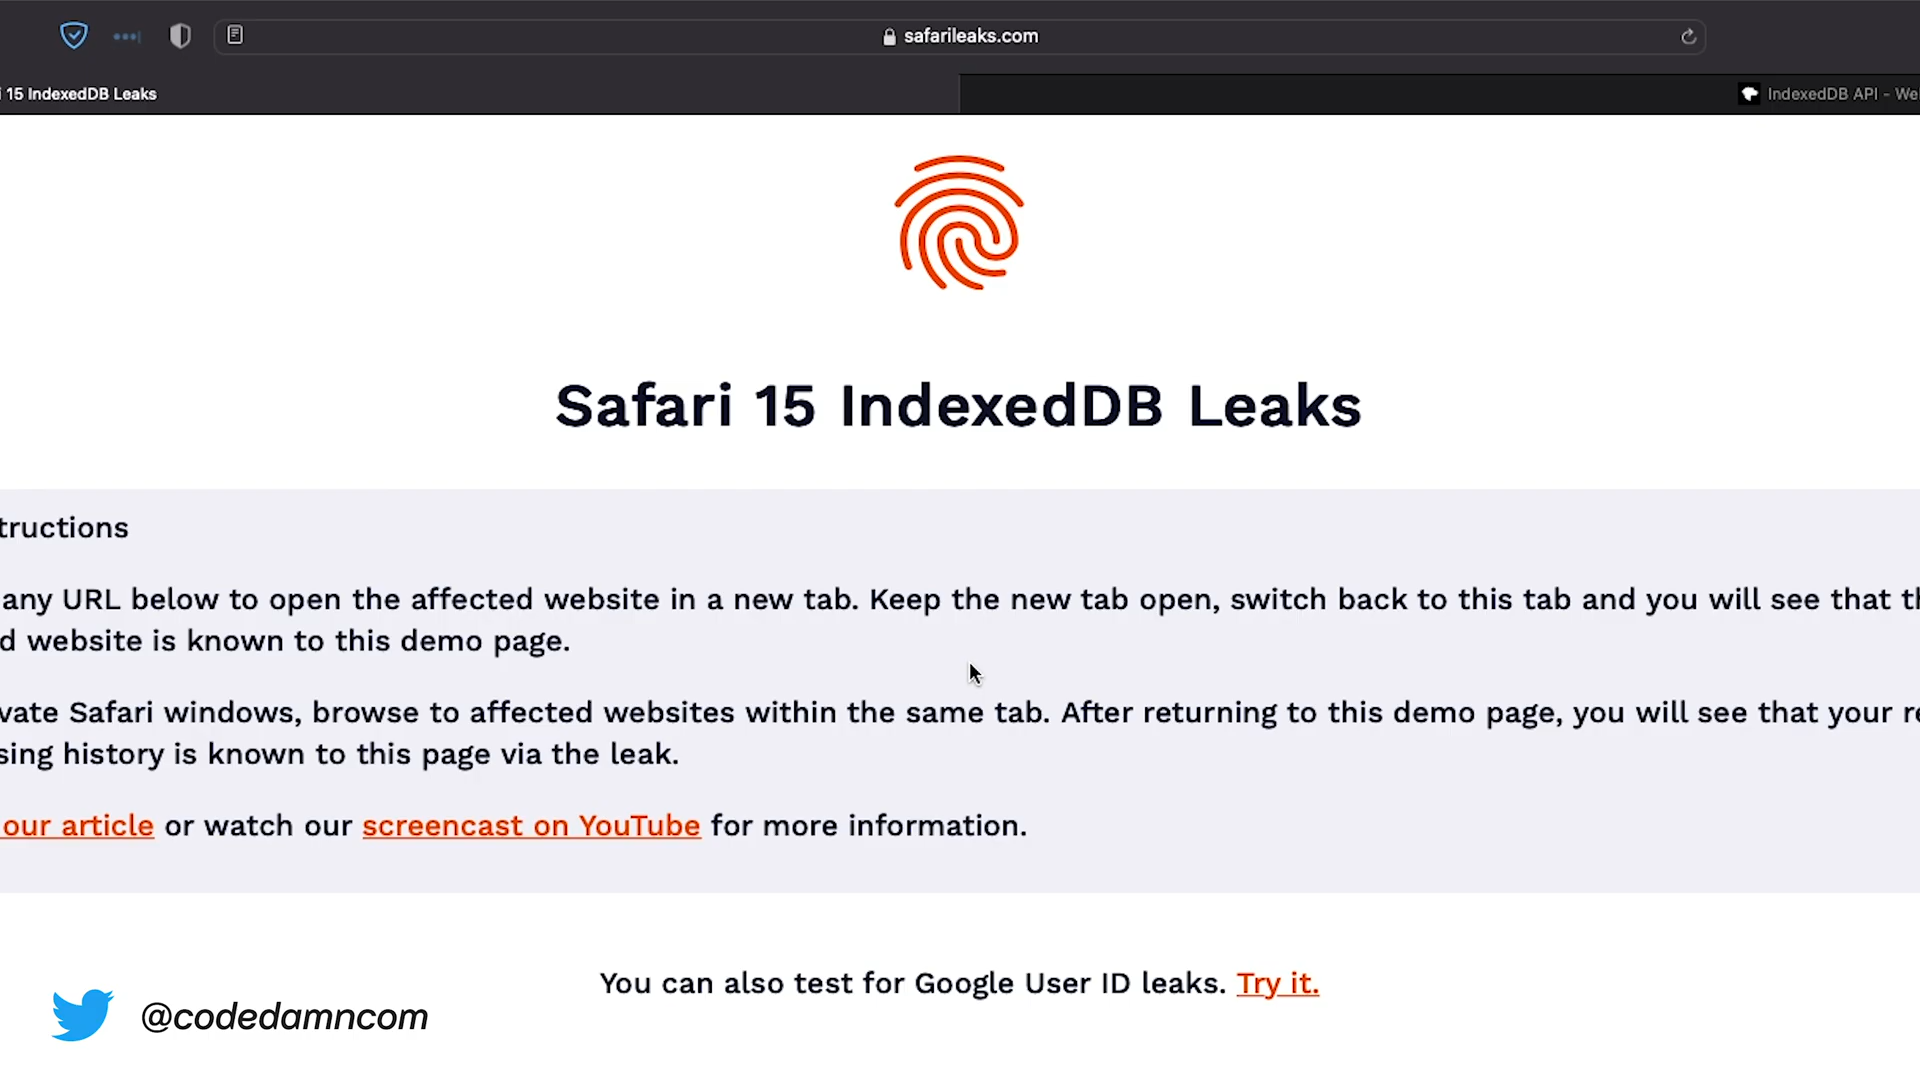 safarileaks.com
15 IndexedDB Leaks
IndexedDB API - We
Safari 15 IndexedDB Leaks
tructions
any URL below to open the affected website in a new tab. Keep the new tab open, switch back to this tab and you will see that th
d website is known to this demo page.
vate Safari windows, browse to affected websites within the same tab. After returning to this demo page, you will see that your re
sing history is known to this page via the leak.
our article or watch our screencast on YouTube for more information.
You can also test for Google User ID leaks. Try it.
@codedamncom